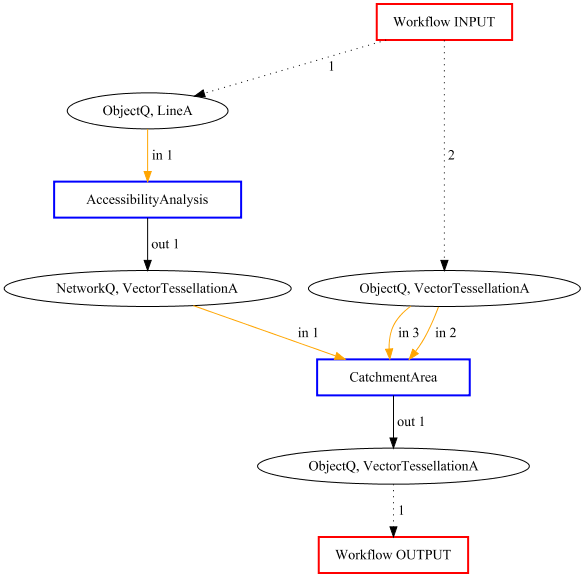 Workflow INPUT
1
ObjectQ, LineA
in 1
2
AccessibilityAnalysis
out 1
NetworkQ, VectorTessellationA
ObjectQ, VectorTessellationA
in 1
in 3
in 2
CatchmentArea
out 1
ObjectQ, VectorTessellationA
1
Workflow OUTPUT